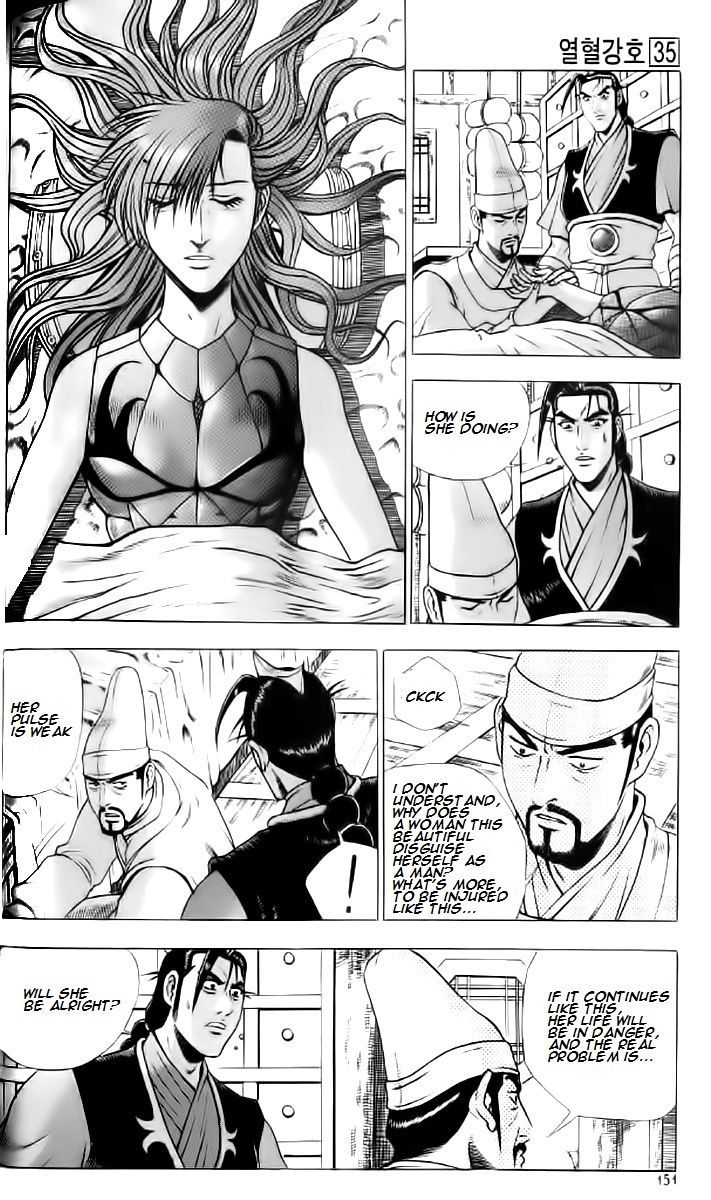 열혈강호 35
HOW IS
SHE DOING?
CKCK
I DON'T
UNDERSTAND,
WHY DOES
A WOMAN THIS
BEAUTIFUL
DISGUISE
HERSELF AS
A MAN?
WHAT'S MORE,
TO BE INJURED
LIKE THIS...
HER
PULSE
IS WEAK
!
WILL SHE
BE ALRIGHT?
IF IT CONTINUES
LIKE THIS,
HER LIFE WILL
BE IN DANGER,
AND THE REAL
PROBLEM IS...
151